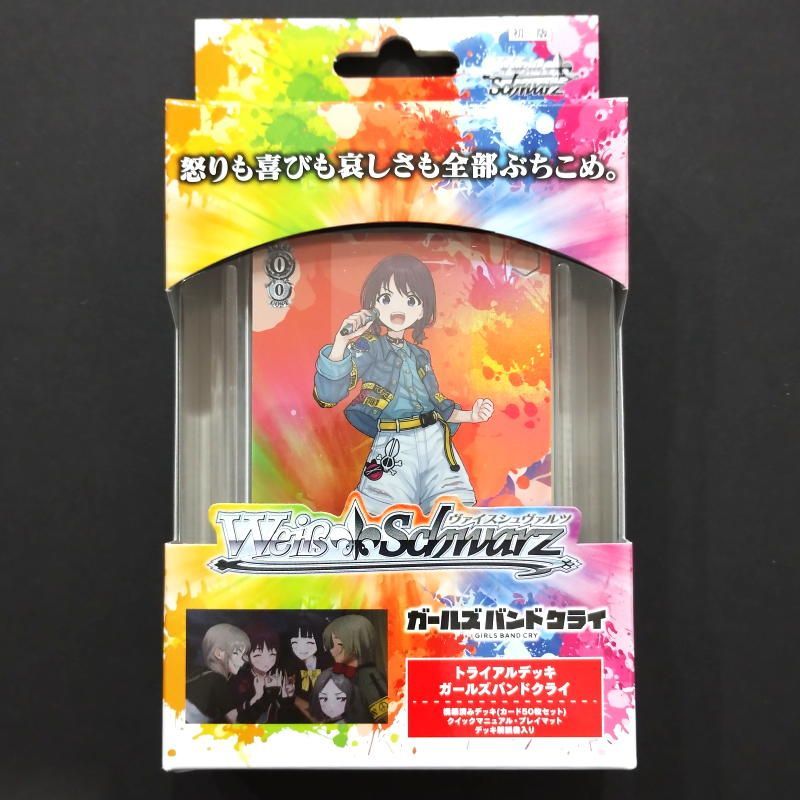 初版
Schwarz
怒りも喜びも哀しさも全部ぶちこめ。
0
0
ヴァイスシュヴァルツ
Weiß Schwarz
ガールズバンドクライ
GIRLS BAND CRY
トライアルデッキ
ガールズバンドクライ
構築済みデッキ(カード50枚セット)
クイックマニュアル・プレイマット
デッキ解説書入り